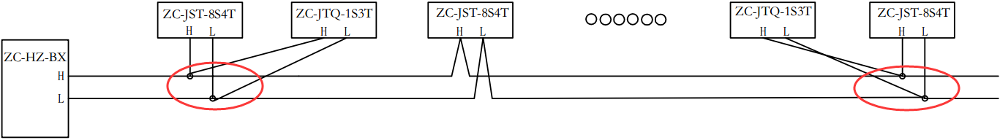 ZC-JST-8S4T
H L
ZC-JTQ-1S3T
H L
ZC-JST-8S4T
H L
ZC-JTQ-1S3T
H L
ZC-JST-8S4T
H L
ZC-HZ-BX
H
L